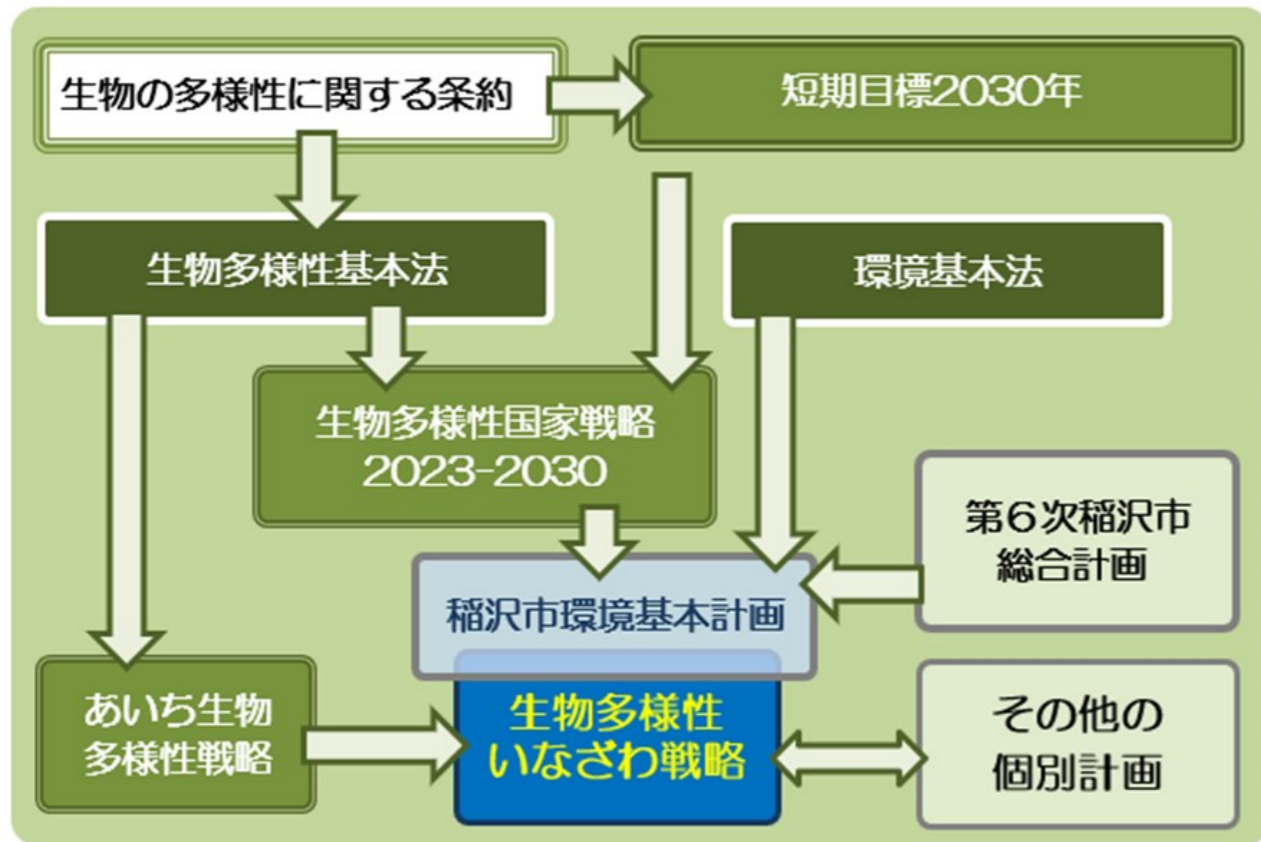 生物の多様性に関する条約
短期目標2030年
生物多様性基本法
環境基本法
生物多様性国家戦略
2023-2030
第６次稲沢市
総合計画
稲沢市環境基本計画
あいち生物
多様性戦略
生物多様性
いなざわ戦略
その他の
個別計画